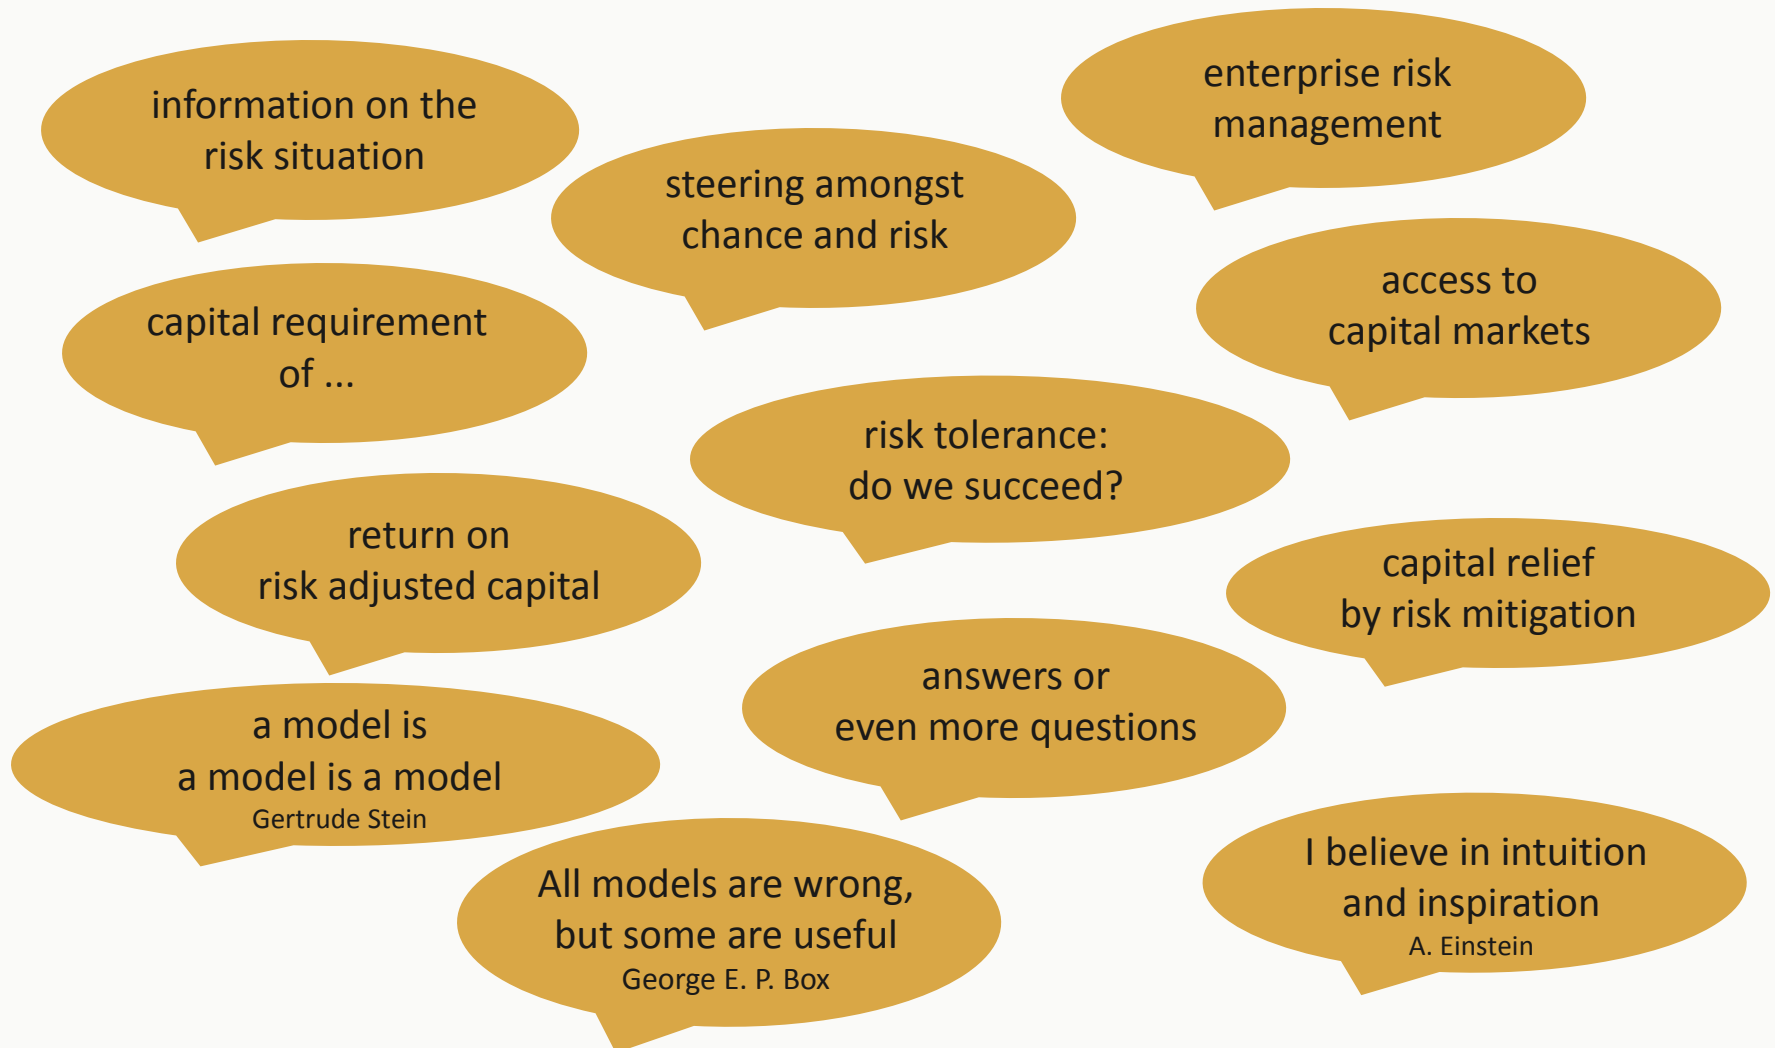 information on the
risk situation
enterprise risk
management
steering amongst
chance and risk
capital requirement
of ...
access to
capital markets
risk tolerance:
do we succeed?
return on
risk adjusted capital
capital relief
by risk mitigation
answers or
even more questions
a model is
a model is a model
Gertrude Stein
All models are wrong,
but some are useful
George E. P. Box
I believe in intuition
and inspiration
A. Einstein